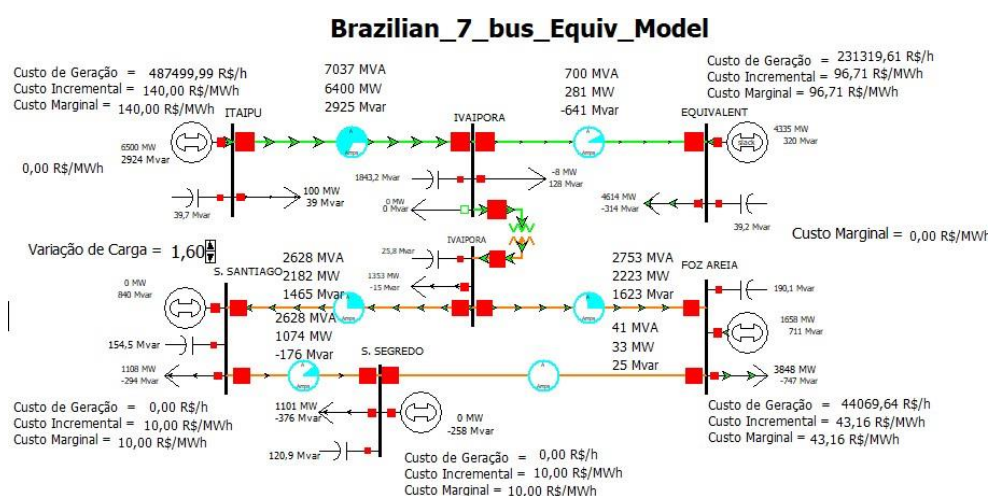 Brazilian_7_bus_Equiv_Model
Custo de Geração = 487499,99 R$/h
Custo Incremental = 140,00 R$/MWh
Custo Marginal = 140,00 R$/MWh
ITAIPU
7037 MVA
6400 MW
2925 Mvar
700 MVA
281 MW
-641 Mvar
Custo de Geração = 231319,61 R$/h
Custo Incremental = 96,71 R$/MWh
Custo Marginal = 96,71 R$/MWh
IVAIPORA
EQUIVALENT
6500 MW
2924 Mvar
Amps
Amps
slack
4335 MW
320 Mvar
0,00 R$/MWh
100 MW
39 Mvar
39,7 Mvar
1843,2 Mvar
-8 MW
128 Mvar
0 MW
0 Mvar
4614 MW
-314 Mvar
39,2 Mvar
Custo Marginal = 0,00 R$/MWh
Variação de Carga = 1,60
IVAIPORA
25,8 Mvar
1353 MW
-15 Mvar
S. SANTIAGO
2628 MVA
2182 MW
1465 Mvar
2753 MVA
2223 MW
1623 Mvar
FOZ AREIA
0 MW
840 Mvar
Amps
Amps
190,1 Mvar
1658 MW
711 Mvar
154,5 Mvar
2628 MVA
1074 MW
-176 Mvar
41 MVA
33 MW
25 Mvar
S. SEGREDO
1108 MW
-294 Mvar
Amps
Amps
3848 MW
-747 Mvar
1101 MW
-376 Mvar
0 MW
-258 Mvar
120,9 Mvar
Custo de Geração = 0,00 R$/h
Custo Incremental = 10,00 R$/MWh
Custo Marginal = 10,00 R$/MWh
Custo de Geração = 0,00 R$/h
Custo Incremental = 10,00 R$/MWh
Custo Marginal = 10,00 R$/MWh
Custo de Geração = 44069,64 R$/h
Custo Incremental = 43,16 R$/MWh
Custo Marginal = 43,16 R$/MWh